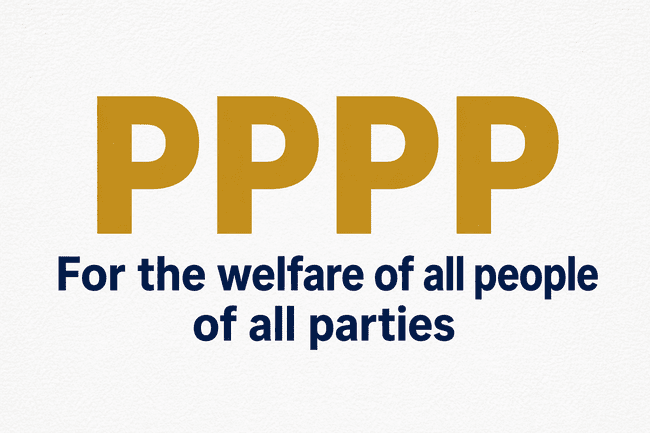 PPPP
For the welfare of all people
of all parties